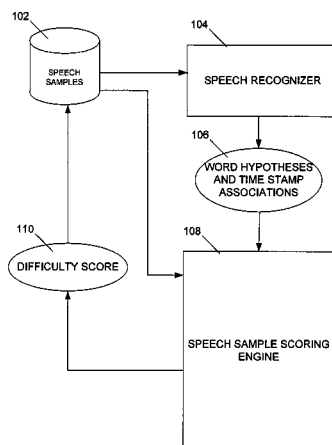 102
SPEECH
SAMPLES
104
SPEECH RECOGNIZER
106
WORD HYPOTHESES
AND TIME STAMP
ASSOCIATIONS
110
DIFFICULTY SCORE
108
SPEECH SAMPLE SCORING
ENGINE